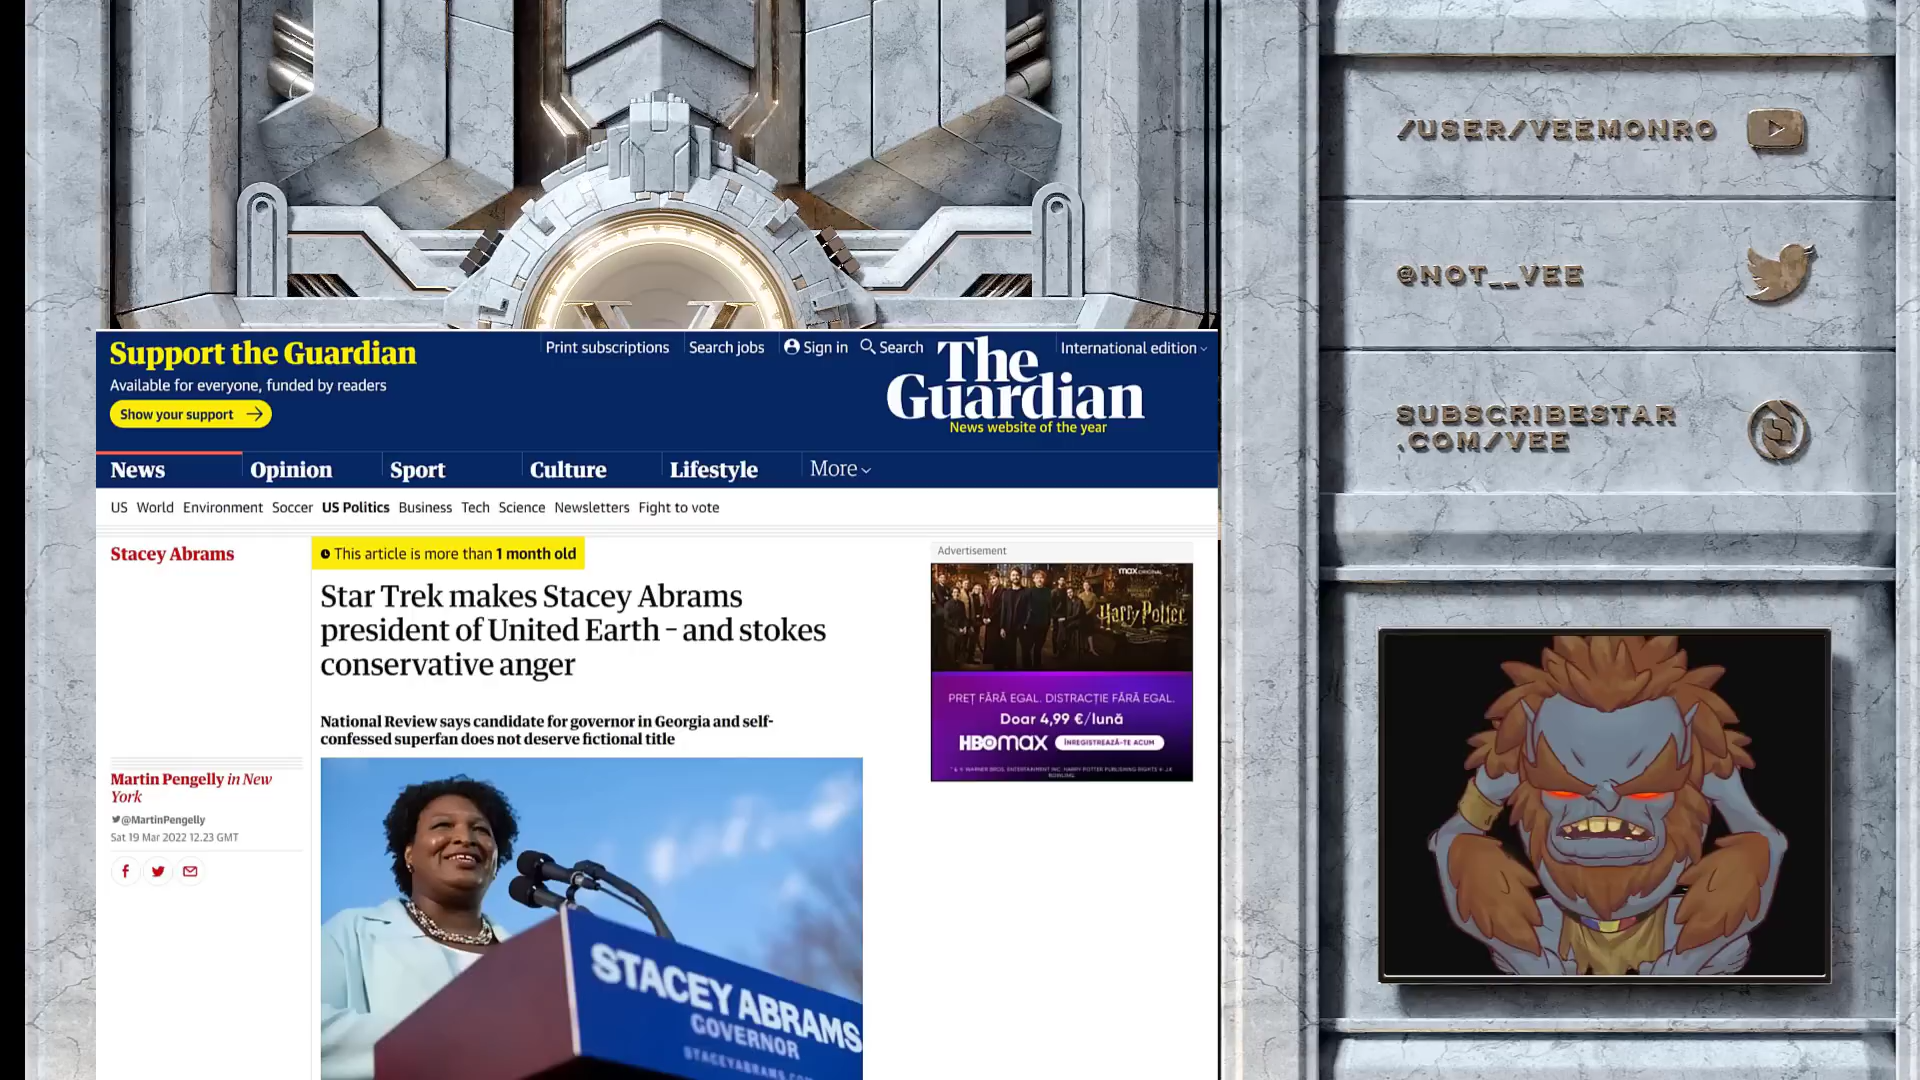 /USER/VEEMONRO
@NOT__VEE
SUBSCRIBESTAR
.COM/VEE
Support the Guardian
Available for everyone, funded by readers
Show your support
Print subscriptions
Search jobs
Sign in
Search
International edition
The
Guardian
News website of the year
News
Opinion
Sport
Culture
Lifestyle
More
US World Environment Soccer US Politics Business Tech Science Newsletters Fight to vote
Stacey Abrams
This article is more than 1 month old
Star Trek makes Stacey Abrams
president of United Earth – and stokes
conservative anger
National Review says candidate for governor in Georgia and self-
confessed superfan does not deserve fictional title
Martin Pengelly in New
York
@MartinPengelly
Sat 19 Mar 2022 12.23 GMT
STACEY ABRAMS
GOVERNOR
STACEYABRAMS.COM
Advertisement
max ORIGINAL
Harry Potter
PREȚ FĂRĂ EGAL. DISTRACȚIE FĂRĂ EGAL.
Doar 4,99 €/lună
HBOMAX
ÎNREGISTREAZĂ-TE ACUM